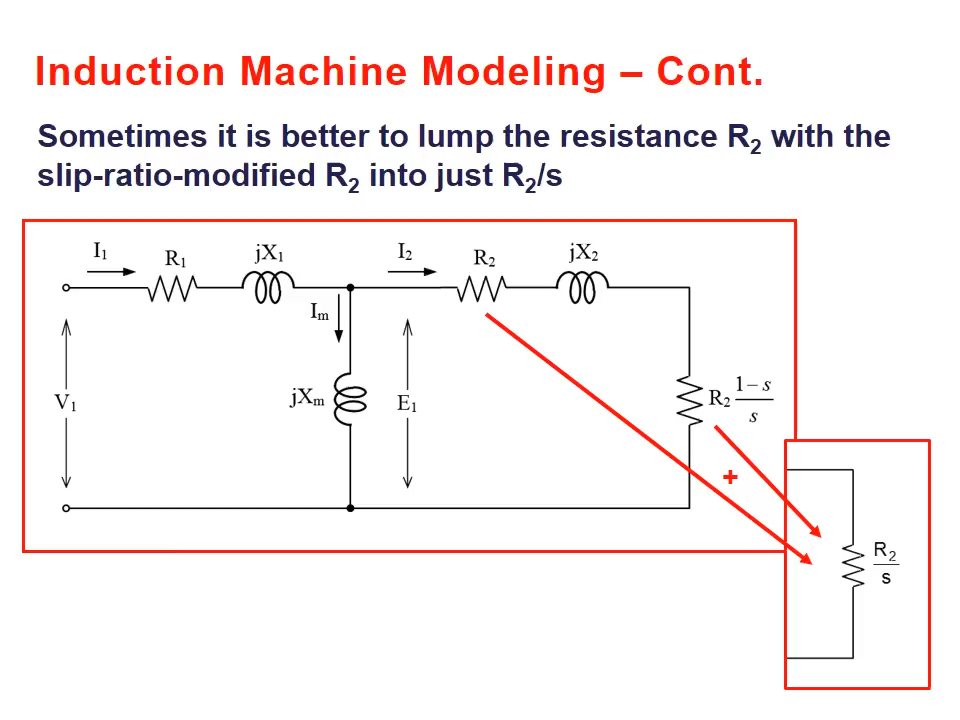 Induction Machine Modeling – Cont.
Sometimes it is better to lump the resistance R₂ with the
slip-ratio-modified R₂ into just R₂/s
I₁
R₁
jX₁
I₂
R₂
jX₂
Iₘ
V₁
jXₘ
E₁
R₂ 1−s
s
+
R₂
s